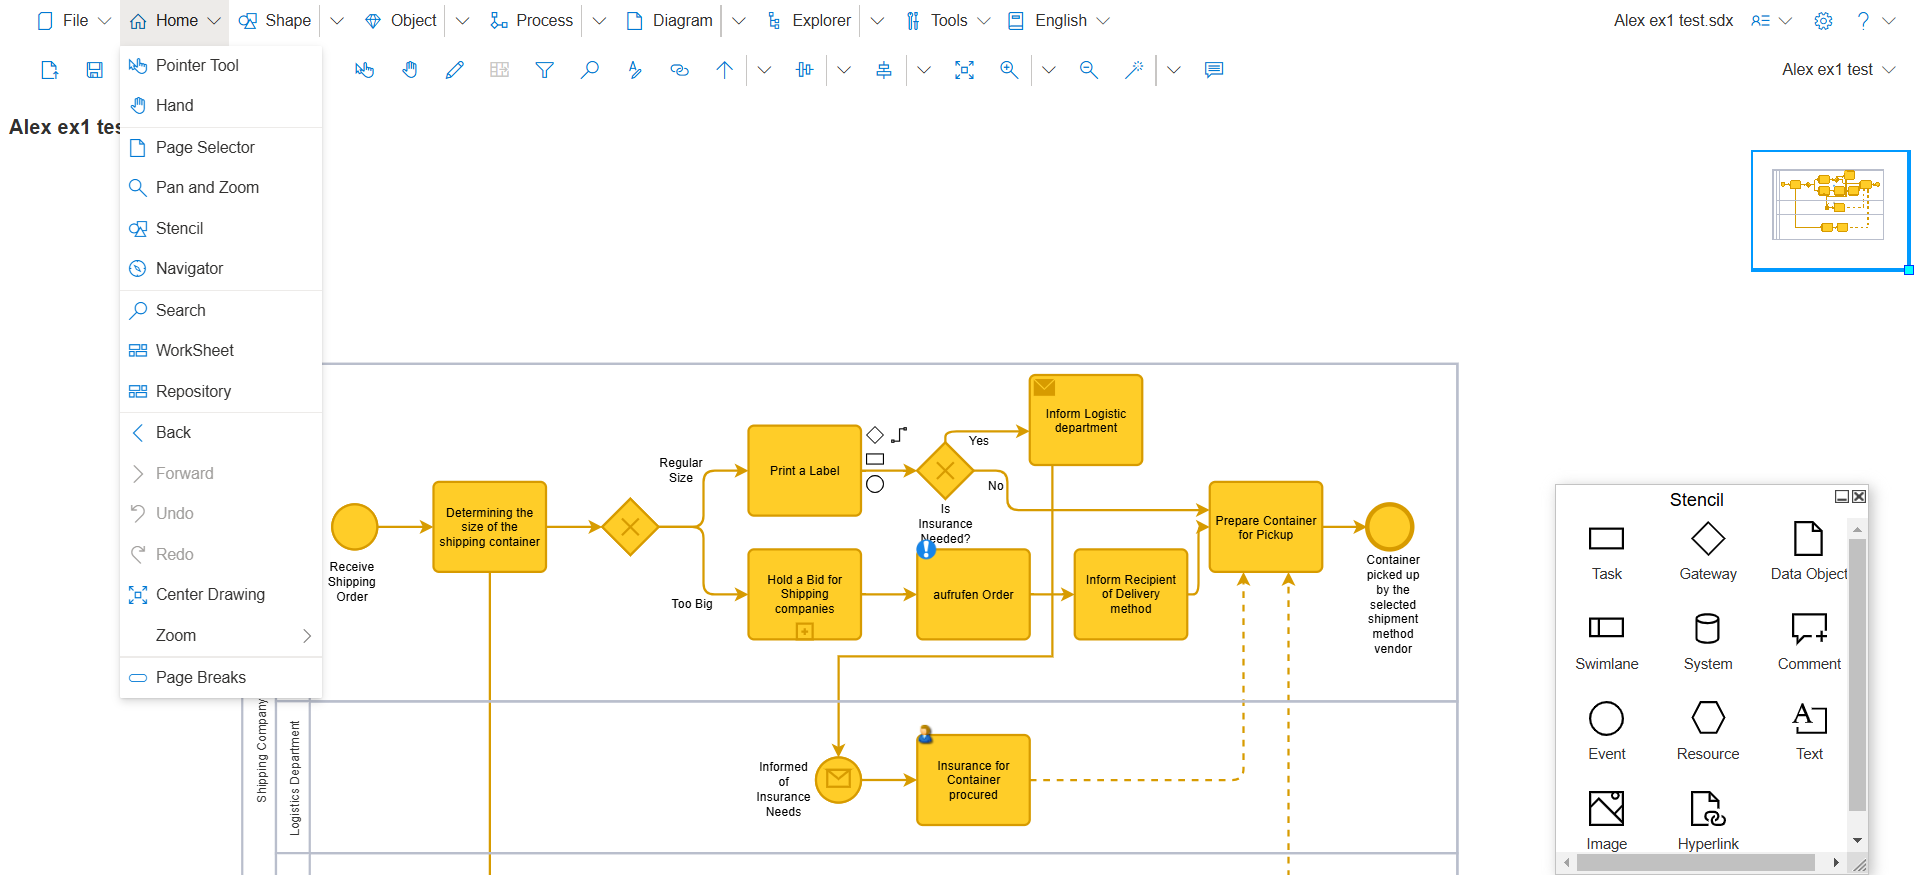 File
Home
Shape
Object
Process
Diagram
Explorer
Tools
English
Alex ex1 test.sdx
?
Alex ex1 test
Alex ex1 tes
Pointer Tool
Hand
Page Selector
Pan and Zoom
Stencil
Navigator
Search
WorkSheet
Repository
Back
Forward
Undo
Redo
Center Drawing
Zoom
Page Breaks
Shipping Company
Logistics Department
Receive
Shipping
Order
Determining the
size of the
shipping container
Regular
Size
Too Big
Print a Label
Hold a Bid for
Shipping
companies
Is
Insurance
Needed?
Yes
No
Inform Logistic
department
aufrufen Order
Inform Recipient
of Delivery
method
Prepare Container
for Pickup
Container
picked up
by the
selected
shipment
method
vendor
Informed
of
Insurance
Needs
Insurance for
Container
procured
Stencil
Task
Gateway
Data Object
Swimlane
System
Comment
Event
Resource
Text
Image
Hyperlink